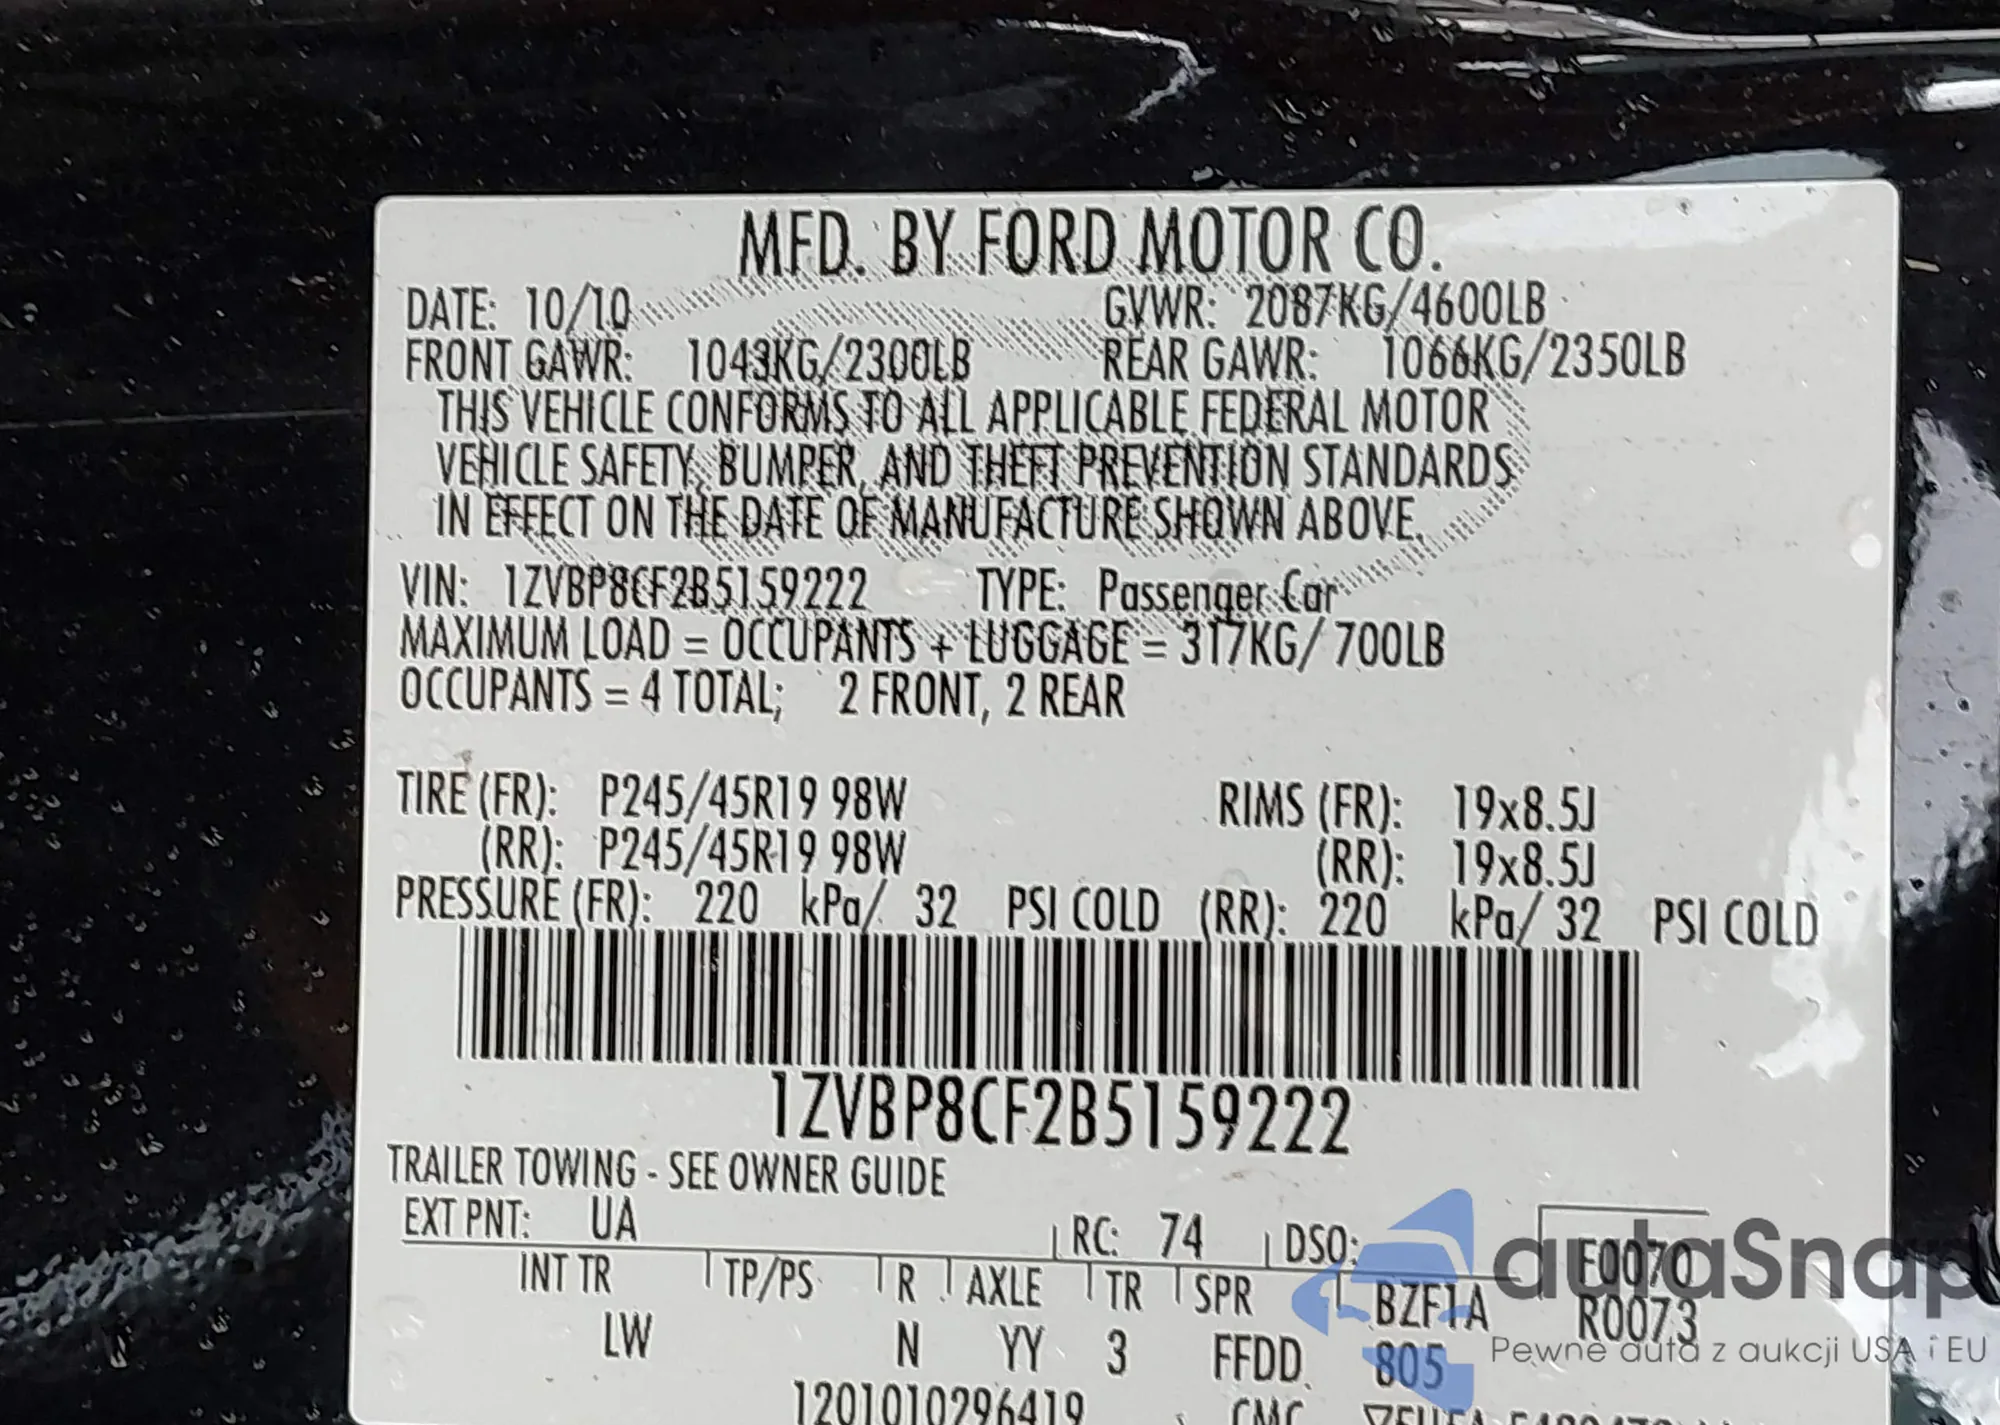 MFD. BY FORD MOTOR CO.
DATE: 10/10 GVWR: 2087KG/4600LB
FRONT GAWR: 1043KG/2300LB REAR GAWR: 1066KG/2350LB
THIS VEHICLE CONFORMS TO ALL APPLICABLE FEDERAL MOTOR
VEHICLE SAFETY, BUMPER, AND THEFT PREVENTION STANDARDS
IN EFFECT ON THE DATE OF MANUFACTURE SHOWN ABOVE.
VIN: 1ZVBP8CF2B5159222 TYPE: Passenger Car
MAXIMUM LOAD = OCCUPANTS + LUGGAGE = 317KG/ 700LB
OCCUPANTS = 4 TOTAL; 2 FRONT, 2 REAR
TIRE (FR): P245/45R19 98W RIMS (FR): 19x8.5J
(RR): P245/45R19 98W (RR): 19x8.5J
PRESSURE (FR): 220 kPa/ 32 PSI COLD (RR): 220 kPa/ 32 PSI COLD
1ZVBP8CF2B5159222
TRAILER TOWING - SEE OWNER GUIDE
EXT PNT: UA RC: 74 DSO: F0070
INT TR TP/PS R AXLE TR SPR BZF1A R0073
LW N YY 3 FFDD 805
1201010296419 CMC
autaSnap
Pewne auta z aukcji USA i EU